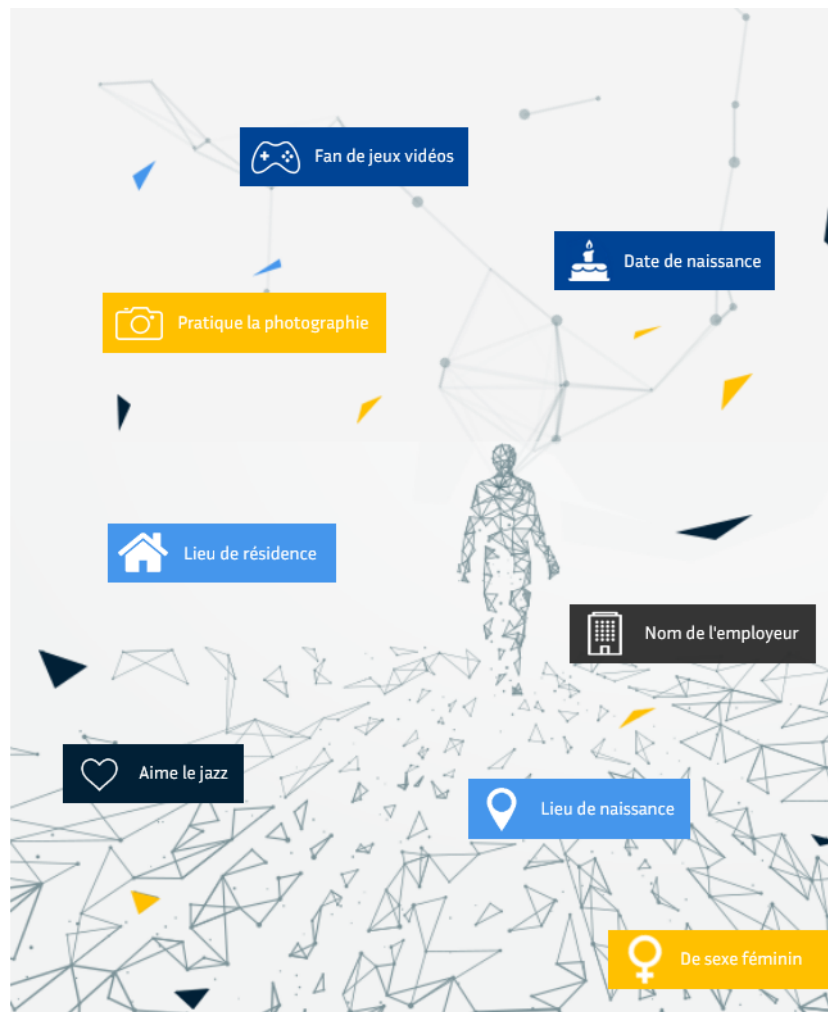 Fan de jeux vidéos
Date de naissance
Pratique la photographie
Lieu de résidence
Nom de l'employeur
Aime le jazz
Lieu de naissance
De sexe féminin